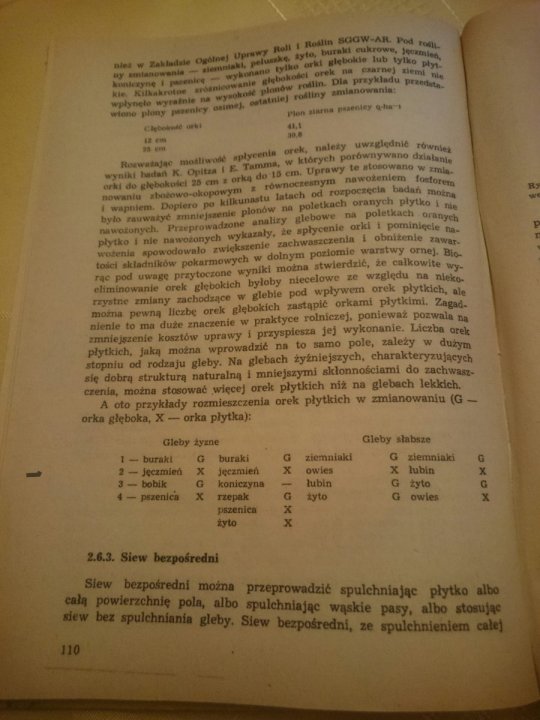 nież w Zakładzie Ogólnej Uprawy Roli i Roślin SGGW-AR. Pod rośli-
ny zmianowania — ziemniaki, peluszkę, żyto, buraki cukrowe, jęczmień,
koniczynę i pszenicę — wykonano tylko orki głębokie lub tylko płyt-
kie. Kilkakrotne zróżnicowanie głębokości orek na czarnej ziemi nie
wpłynęło wyraźnie na wysokość plonów roślin. Dla przykładu przedsta-
wiono plony pszenicy ozimej, ostatniej rośliny zmianowania:
Głębokość orki Plon ziarna pszenicy q·ha⁻¹
12 cm 41,1
25 cm 39,8
Rozważając możliwość spłycenia orek, należy uwzględnić również
wyniki badań K. Opitza i E. Tamma, w których porównywano działanie
orki do głębokości 25 cm z orką do 15 cm. Uprawy te stosowano w zmia-
nowaniu zbożowo-okopowym z równoczesnym nawożeniem fosforem
i wapniem. Dopiero po kilkunastu latach od rozpoczęcia badań można
było zauważyć zmniejszenie plonów na poletkach oranych płytko i nie
nawożonych. Przeprowadzone analizy glebowe na poletkach oranych
płytko i nie nawożonych wykazały, że spłycenie orki i pominięcie na-
wożenia spowodowało zwiększenie zachwaszczenia i obniżenie zawar-
tości składników pokarmowych w dolnym poziomie warstwy ornej. Bio-
rąc pod uwagę przytoczone wyniki można stwierdzić, że całkowite wy-
eliminowanie orek głębokich byłoby niecelowe ze względu na nieko-
rzystne zmiany zachodzące w glebie pod wpływem orek płytkich, ale
można pewną liczbę orek głębokich zastąpić orkami płytkimi. Zagad-
nienie to ma duże znaczenie w praktyce rolniczej, ponieważ pozwala na
zmniejszenie kosztów uprawy i przyspiesza jej wykonanie. Liczba orek
płytkich, jaką można wprowadzić na to samo pole, zależy w dużym
stopniu od rodzaju gleby. Na glebach żyźniejszych, charakteryzujących
się dobrą strukturą naturalną i mniejszymi skłonnościami do zachwasz-
czenia, można stosować więcej orek płytkich niż na glebach lekkich.
A oto przykłady rozmieszczenia orek płytkich w zmianowaniu (G —
orka głęboka, X — orka płytka):
Gleby żyzne Gleby słabsze
1 — buraki G buraki G ziemniaki G ziemniaki G
2 — jęczmień X jęczmień X owies X łubin X
3 — bobik G koniczyna — łubin G żyto G
4 — pszenica X rzepak G żyto G owies X
pszenica X
żyto X
2.6.3. Siew bezpośredni
Siew bezpośredni można przeprowadzić spulchniając płytko albo
całą powierzchnię pola, albo spulchniając wąskie pasy, albo stosując
siew bez spulchniania gleby. Siew bezpośredni, ze spulchnieniem całej
110